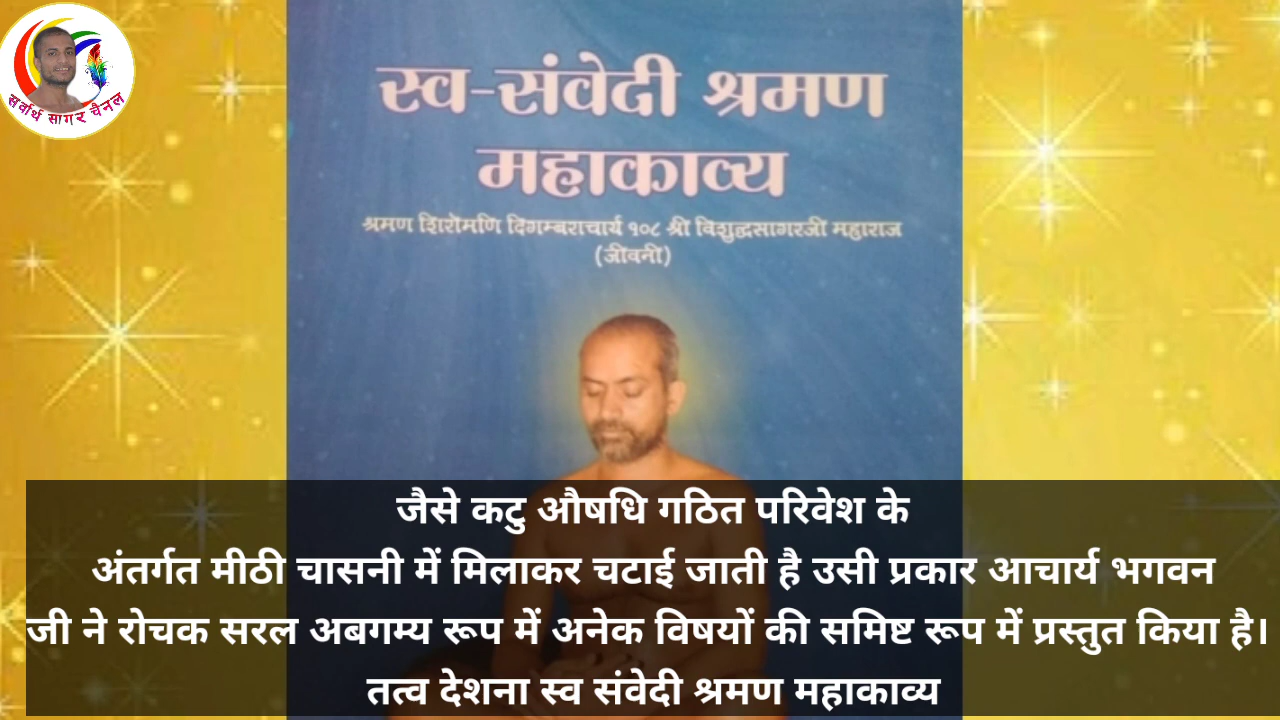 सर्वार्थ सागर चैनल
स्व-संवेदी श्रमण
महाकाव्य
श्रमण शिरोमणि दिगम्बराचार्य १०८ श्री विशुद्धसागरजी महाराज
(जीवनी)
जैसे कटु औषधि गठित परिवेश के
अंतर्गत मीठी चासनी में मिलाकर चटाई जाती है उसी प्रकार आचार्य भगवन
जी ने रोचक सरल अबगम्य रूप में अनेक विषयों की समिष्ट रूप में प्रस्तुत किया है।
तत्व देशना स्व संवेदी श्रमण महाकाव्य